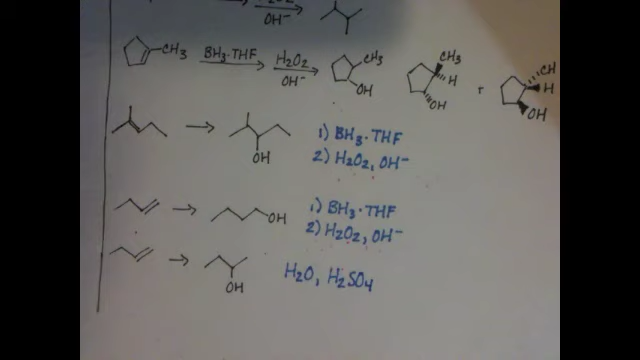 OH⁻
CH₃ BH₃·THF H₂O₂ CH₃ CH₃ CH
OH⁻ OH H OH + H OH
OH 1) BH₃·THF
2) H₂O₂, OH⁻
OH 1) BH₃·THF
2) H₂O₂, OH⁻
OH H₂O, H₂SO₄